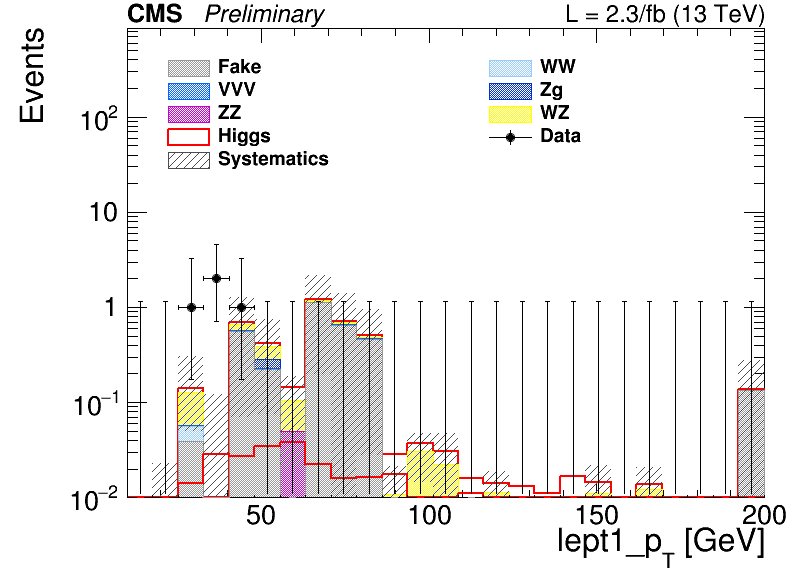 CMS Preliminary L = 2.3/fb (13 TeV)
Events
Fake WW
VVV Zg
ZZ WZ
Higgs Data
Systematics
10²
10
1
10⁻¹
10⁻²
50 100 150 200
lept1_p_T [GeV]